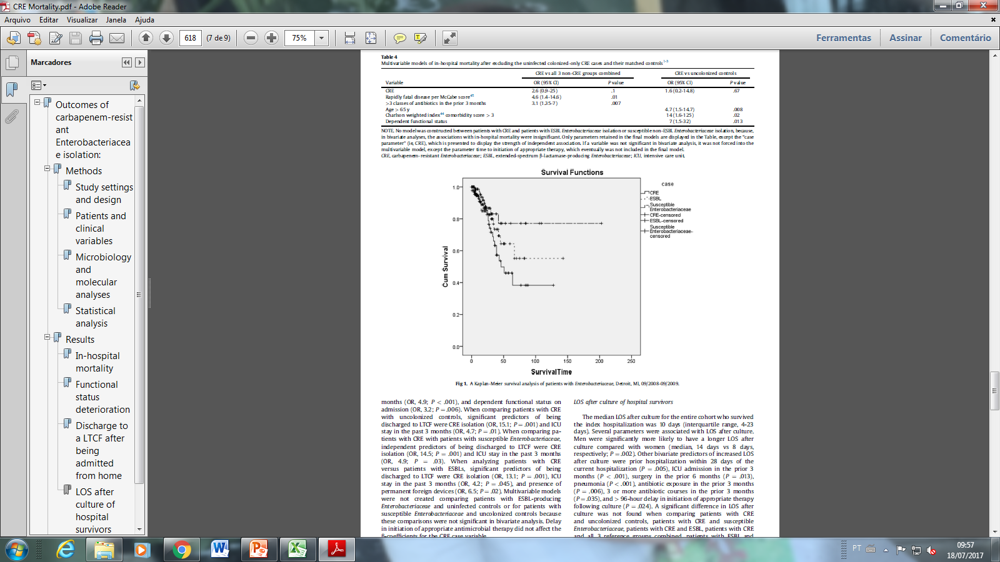 CRE Mortality.pdf - Adobe Reader
Arquivo Editar Visualizar Janela Ajuda
618 (7 de 9) 75% Ferramentas Assinar Comentário
Marcadores
Outcomes of
carbapenem-resist
ant
Enterobacteriacea
e isolation:
Methods
Study settings
and design
Patients and
clinical
variables
Microbiology
and
molecular
analyses
Statistical
analysis
Results
In-hospital
mortality
Functional
status
deterioration
Discharge to
a LTCF after
being
admitted
from home
LOS after
culture of
hospital
survivors
Table 4
Multivariable models of in-hospital mortality after excluding the uninfected colonized-only CRE cases and their matched controls1-3
CRE vs all 3 non-CRE groups combined CRE vs uncolonized controls
Variable OR (95% CI) P value OR (95% CI) P value
CRE 2.6 (0.9-25) .1 1.6 (0.2-14.8) .67
Rapidly fatal disease per McCabe score45 4.6 (1.4-14.6) .01
>3 classes of antibiotics in the prior 3 months 3.1 (1.35-7) .007
Age > 65 y 4.7 (1.5-14.7) .008
Charlson weighted index44 comorbidity score > 3 14 (1.6-125) .02
Dependent functional status 7 (1.5-32) .013
NOTE. No model was constructed between patients with CRE and patients with ESBL Enterobacteriaceae isolation or susceptible non-ESBL Enterobacteriaceae isolation, because,
in bivariate analyses, the associations with in-hospital mortality were insignificant. Only parameters retained in the final models are displayed in the Table, except the "case
parameter" (ie, CRE), which is presented to display the strength of independent association. If a variable was not significant in bivariate analysis, it was not forced into the
multivariable model, except the parameter time to initiation of appropriate therapy, which eventually was not included in the final model.
CRE, carbapenem-resistant Enterobacteriaceae; ESBL, extended-spectrum β-lactamase-producing Enterobacteriaceae; ICU, intensive care unit.
Survival Functions
1.0
0.8
0.6
0.4
0.2
0.0
Cum Survival
0 50 100 150 200 250
SurvivalTime
case
CRE
ESBL
Susceptible
Enterobacteriaceae
CRE-censored
ESBL-censored
Susceptible
Enterobacteriaceae-
censored
Fig 1. A Kaplan-Meier survival analysis of patients with Enterobacteriaceae, Detroit, MI, 09/2008-09/2009.
months (OR, 4.9; P < .001), and dependent functional status on
admission (OR, 3.2; P = .006). When comparing patients with CRE
with uncolonized controls, significant predictors of being
discharged to LTCF were CRE isolation (OR, 15.1; P = .001) and ICU
stay in the past 3 months (OR, 4.7; P = .01). When comparing pa-
tients with CRE with patients with susceptible Enterobacteriaceae,
independent predictors of being discharged to LTCF were CRE
isolation (OR, 14.5; P = .001) and ICU stay in the past 3 months
(OR, 4.9; P = .03). When analyzing patients with CRE
versus patients with ESBLs, significant predictors of being
discharged to LTCF were CRE isolation (OR, 13.1; P = .001), ICU
stay in the past 3 months (OR, 4.2; P = .045), and presence of
permanent foreign devices (OR, 6.5; P = .02). Multivariable models
were not created comparing patients with ESBL-producing
Enterobacteriaceae and uninfected controls or for patients with
susceptible Enterobacteriaceae and uncolonized controls because
these comparisons were not significant in bivariate analysis. Delay
in initiation of appropriate antimicrobial therapy did not affect the
β-coefficients for the CRE case variable.
LOS after culture of hospital survivors
The median LOS after culture for the entire cohort who survived
the index hospitalization was 10 days (interquartile range, 4-23
days). Several parameters were associated with LOS after culture.
Men were significantly more likely to have a longer LOS after
culture compared with women (median, 14 days vs 8 days,
respectively; P = .002). Other bivariate predictors of increased LOS
after culture were prior hospitalization within 28 days of the
current hospitalization (P = .005), ICU admission in the prior 3
months (P < .001), surgery in the prior 6 months (P = .013),
pneumonia (P < .001), antibiotic exposure in the prior 3 months
(P = .006), 3 or more antibiotic courses in the prior 3 months
(P = .035), and > 96-hour delay in initiation of appropriate therapy
following culture (P = .024). A significant difference in LOS after
culture was not found when comparing patients with CRE
and uncolonized controls, patients with CRE and susceptible
Enterobacteriaceae, patients with CRE and ESBL, patients with CRE
and all 3 reference groups combined, patients with ESBL and
PT 09:57
18/07/2017